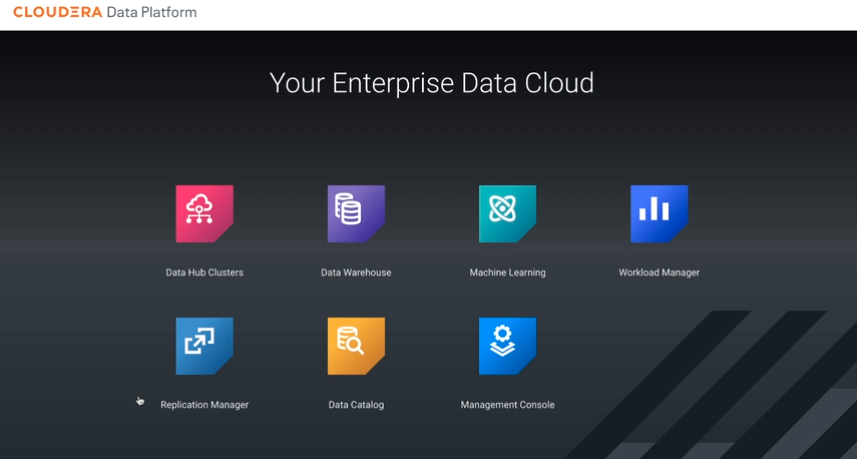 CLOUDERA Data Platform
Your Enterprise Data Cloud
Data Hub Clusters
Data Warehouse
Machine Learning
Workload Manager
Replication Manager
Data Catalog
Management Console